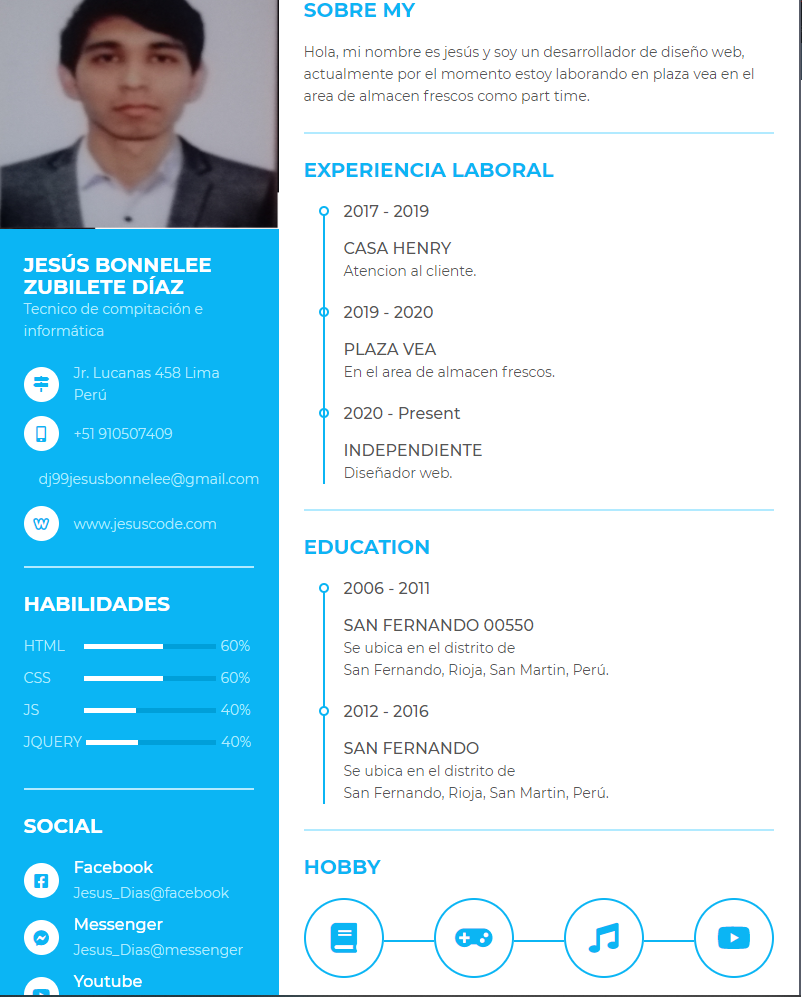 JESÚS BONNELEE
ZUBILETE DÍAZ
Tecnico de compitación e
informática
Jr. Lucanas 458 Lima
Perú
+51 910507409
dj99jesusbonnelee@gmail.com
www.jesuscode.com
HABILIDADES
HTML 60%
CSS 60%
JS 40%
JQUERY 40%
SOCIAL
Facebook
Jesus_Dias@facebook
Messenger
Jesus_Dias@messenger
Youtube
SOBRE MY
Hola, mi nombre es jesús y soy un desarrollador de diseño web,
actualmente por el momento estoy laborando en plaza vea en el
area de almacen frescos como part time.
EXPERIENCIA LABORAL
2017 - 2019
CASA HENRY
Atencion al cliente.
2019 - 2020
PLAZA VEA
En el area de almacen frescos.
2020 - Present
INDEPENDIENTE
Diseñador web.
EDUCATION
2006 - 2011
SAN FERNANDO 00550
Se ubica en el distrito de
San Fernando, Rioja, San Martin, Perú.
2012 - 2016
SAN FERNANDO
Se ubica en el distrito de
San Fernando, Rioja, San Martin, Perú.
HOBBY